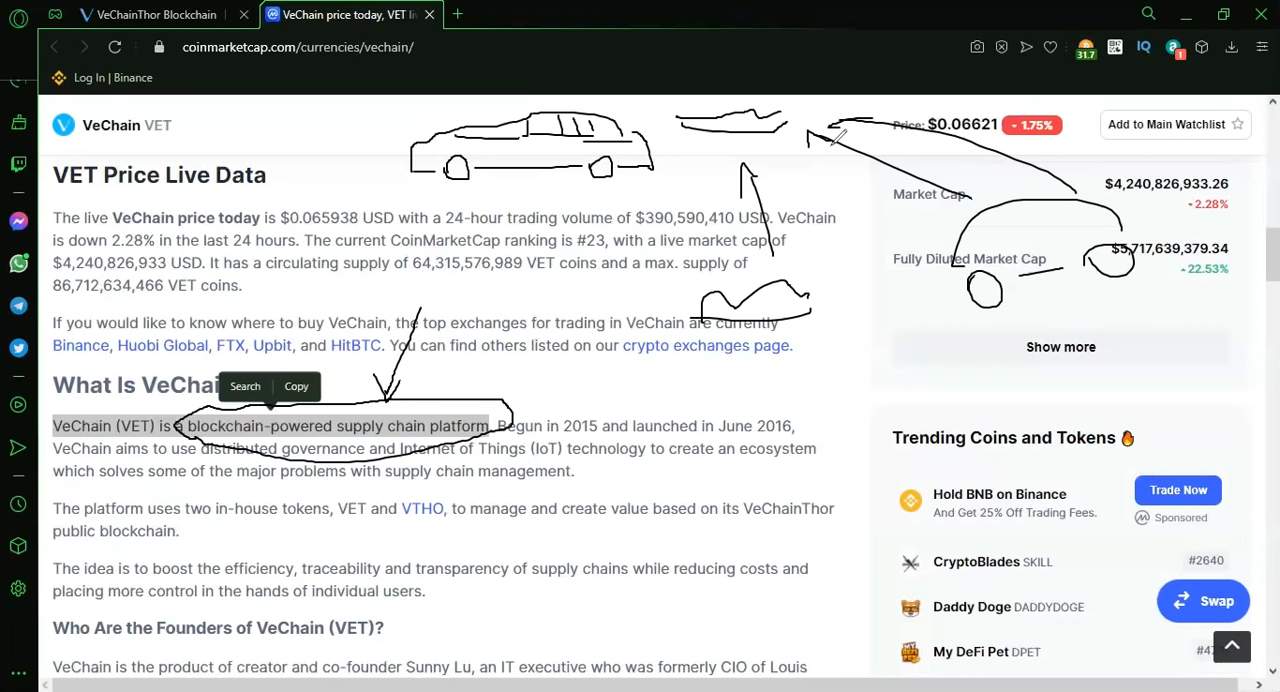 VeChainThor Blockchain
VeChain price today, VET li
coinmarketcap.com/currencies/vechain/
31.7
IQ
a
1
Log In | Binance
VeChain VET
Price: $0.06621
1.75%
Add to Main Watchlist
VET Price Live Data
The live VeChain price today is $0.065938 USD with a 24-hour trading volume of $390,590,410 USD. VeChain
is down 2.28% in the last 24 hours. The current CoinMarketCap ranking is #23, with a live market cap of
$4,240,826,933 USD. It has a circulating supply of 64,315,576,989 VET coins and a max. supply of
86,712,634,466 VET coins.
If you would like to know where to buy VeChain, the top exchanges for trading in VeChain are currently
Binance, Huobi Global, FTX, Upbit, and HitBTC. You can find others listed on our crypto exchanges page.
What Is VeChai
Search
Copy
VeChain (VET) is a blockchain-powered supply chain platform. Begun in 2015 and launched in June 2016,
VeChain aims to use distributed governance and Internet of Things (IoT) technology to create an ecosystem
which solves some of the major problems with supply chain management.
The platform uses two in-house tokens, VET and VTHO, to manage and create value based on its VeChainThor
public blockchain.
The idea is to boost the efficiency, traceability and transparency of supply chains while reducing costs and
placing more control in the hands of individual users.
Who Are the Founders of VeChain (VET)?
VeChain is the product of creator and co-founder Sunny Lu, an IT executive who was formerly CIO of Louis
Market Cap
$4,240,826,933.26
2.28%
Fully Diluted Market Cap
$5,717,639,379.34
22.53%
Show more
Trending Coins and Tokens 🔥
Hold BNB on Binance
And Get 25% Off Trading Fees.
Trade Now
Sponsored
CryptoBlades SKILL
#2640
Daddy Doge DADDYDOGE
Swap
My DeFi Pet DPET